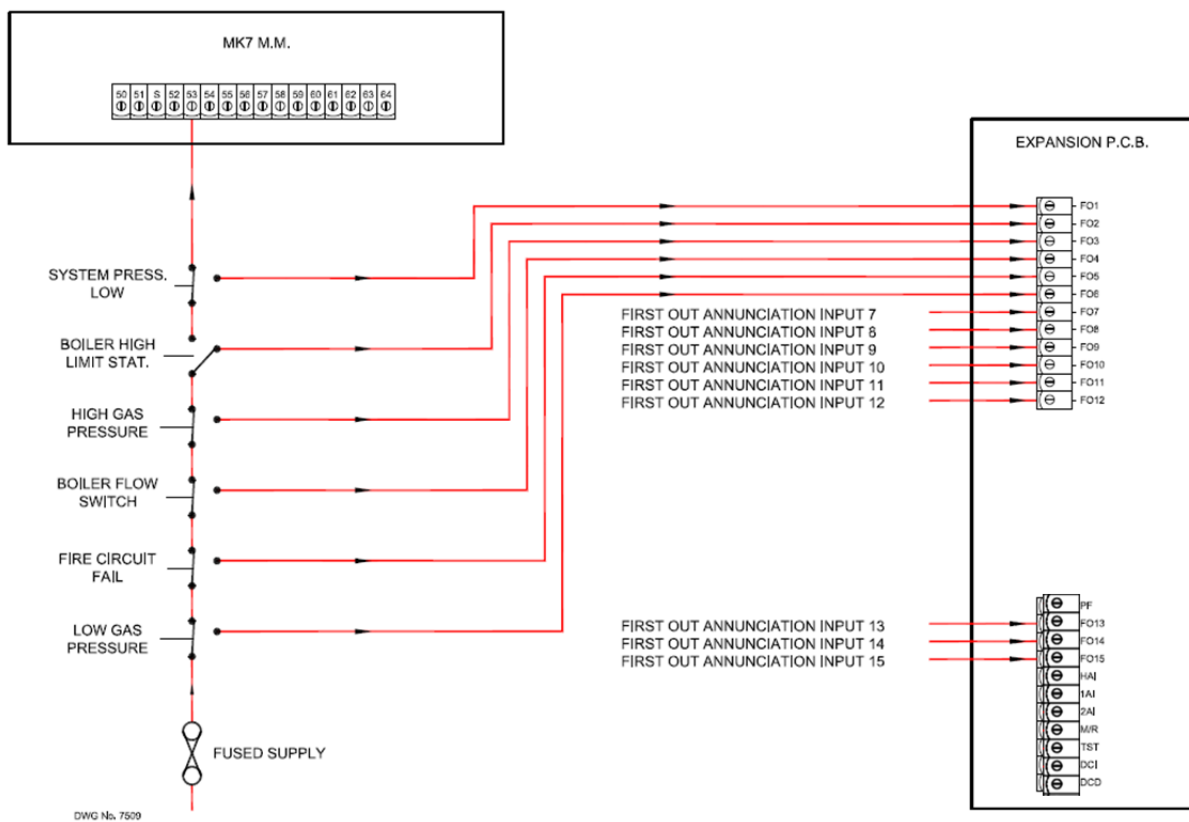 MK7 M.M.
50 51 S 52 53 54 55 56 57 58 59 60 61 62 63 64
EXPANSION P.C.B.
FO1
FO2
FO3
FO4
FO5
FO6
FO7
FO8
FO9
FO10
FO11
FO12
SYSTEM PRESS.
LOW
BOILER HIGH
LIMIT STAT.
HIGH GAS
PRESSURE
BOILER FLOW
SWITCH
FIRE CIRCUIT
FAIL
LOW GAS
PRESSURE
FUSED SUPPLY
FIRST OUT ANNUNCIATION INPUT 7
FIRST OUT ANNUNCIATION INPUT 8
FIRST OUT ANNUNCIATION INPUT 9
FIRST OUT ANNUNCIATION INPUT 10
FIRST OUT ANNUNCIATION INPUT 11
FIRST OUT ANNUNCIATION INPUT 12
FIRST OUT ANNUNCIATION INPUT 13
FIRST OUT ANNUNCIATION INPUT 14
FIRST OUT ANNUNCIATION INPUT 15
PF
FO13
FO14
FO15
HAI
1AI
2AI
M/R
TST
DCI
DCD
DWG No. 7509